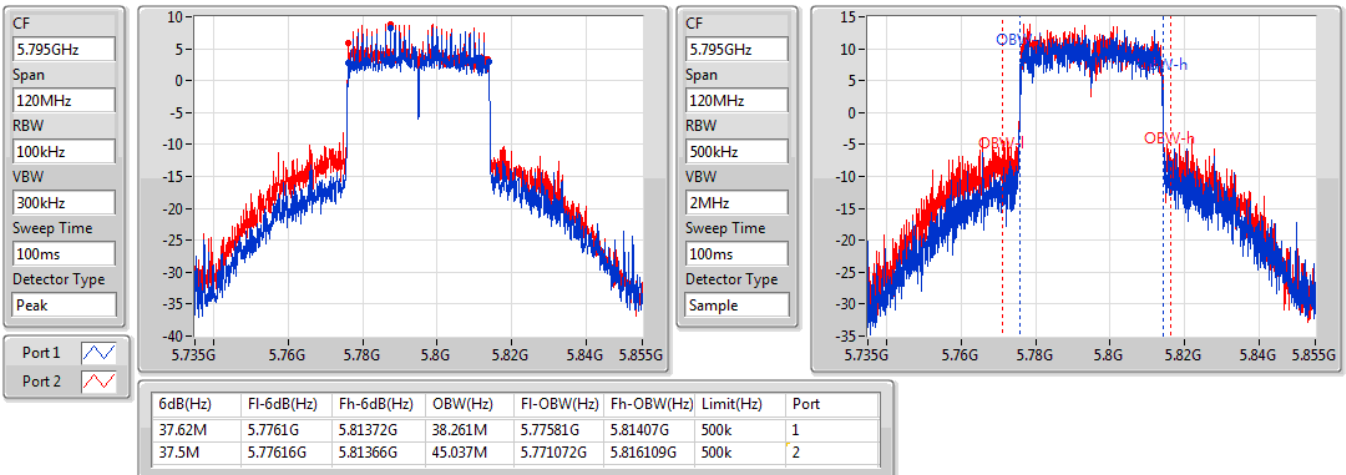 CF
5.795GHz
Span
120MHz
RBW
100kHz
VBW
300kHz
Sweep Time
100ms
Detector Type
Peak
Port 1
Port 2
10
5
0
-5
-10
-15
-20
-25
-30
-35
-40
5.735G 5.76G 5.78G 5.8G 5.82G 5.84G 5.855G
CF
5.795GHz
Span
120MHz
RBW
500kHz
VBW
2MHz
Sweep Time
100ms
Detector Type
Sample
15
10
5
0
-5
-10
-15
-20
-25
-30
-35
OBW-l
OBW-h
5.735G 5.76G 5.78G 5.8G 5.82G 5.84G 5.855G
6dB(Hz) Fl-6dB(Hz) Fh-6dB(Hz) OBW(Hz) Fl-OBW(Hz) Fh-OBW(Hz) Limit(Hz) Port
37.62M 5.7761G 5.81372G 38.261M 5.77581G 5.81407G 500k 1
37.5M 5.77616G 5.81366G 45.037M 5.771072G 5.816109G 500k 2